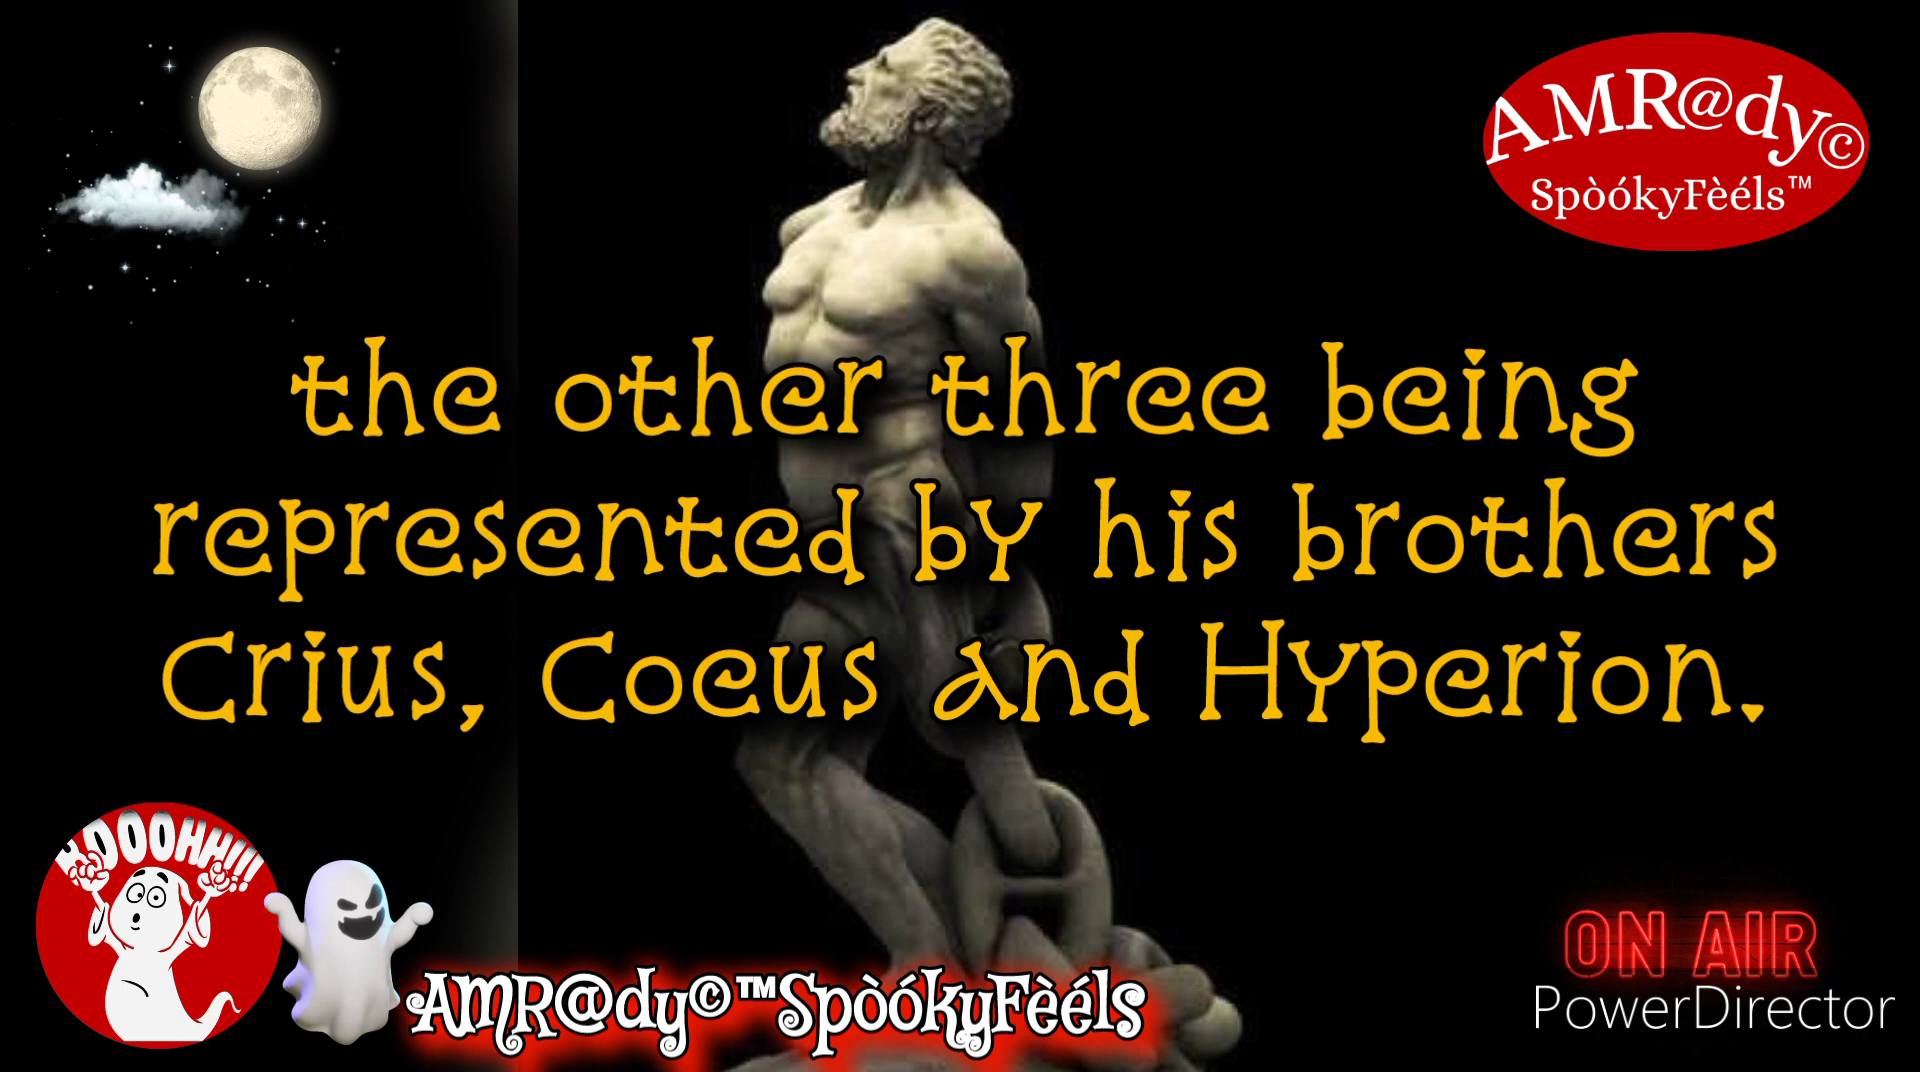 AMR@dy©
SpòókyFèéls™
the other three being
represented by his brothers
Crius, Coeus and Hyperion.
BOOOHH!!!
AMR@dy©™SpòókyFèéls
ON AIR
PowerDirector